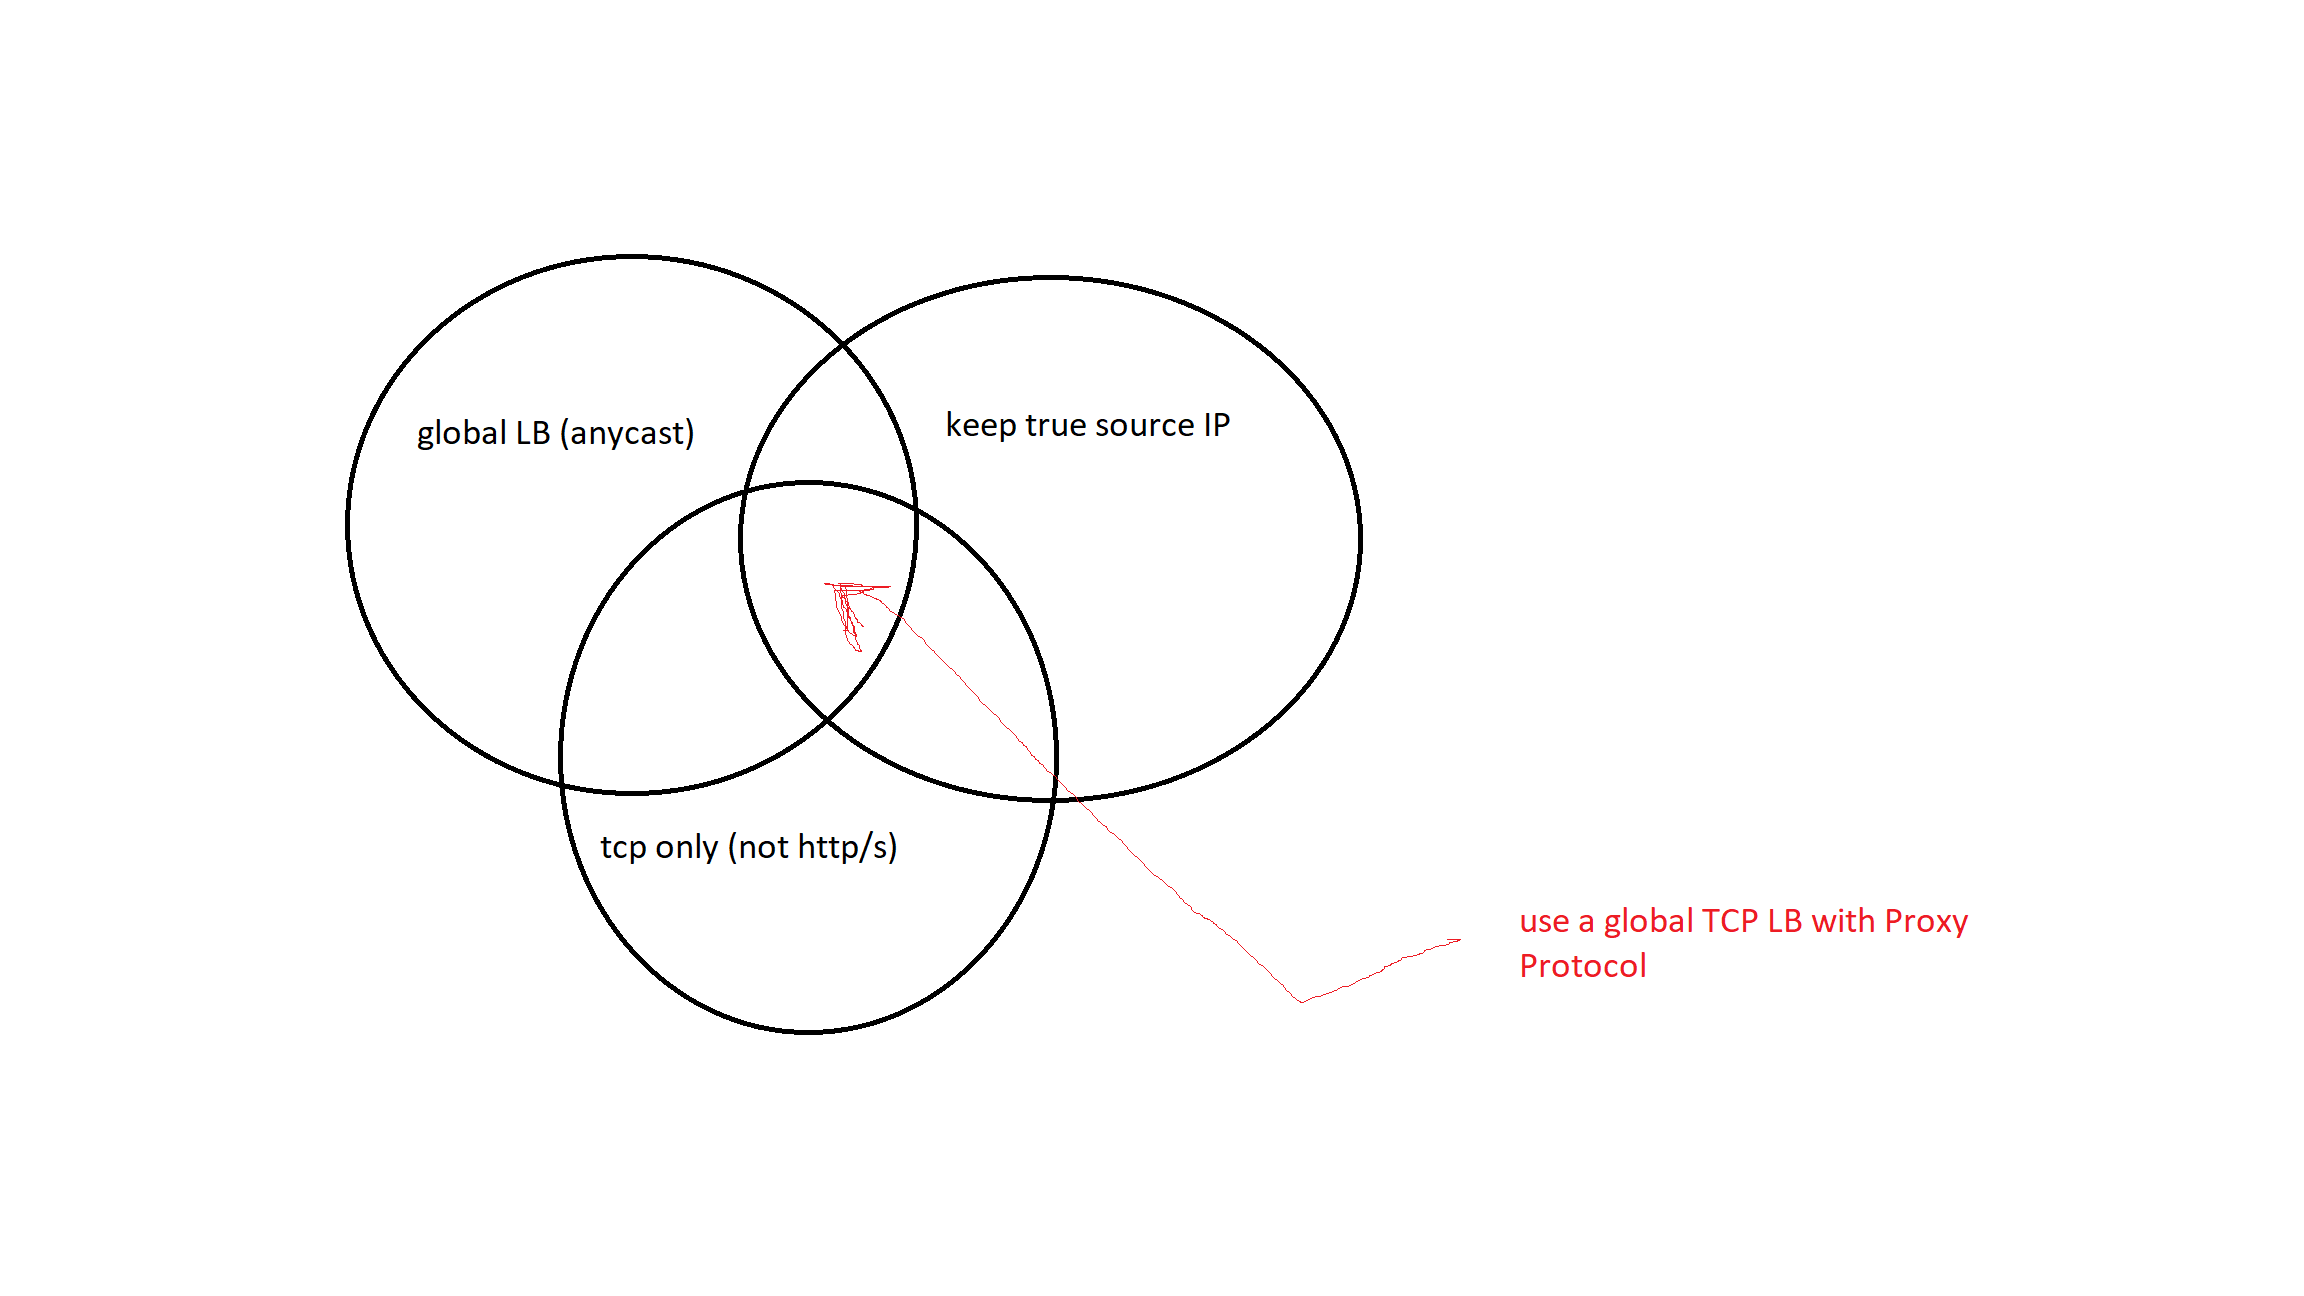 global LB (anycast)
keep true source IP
tcp only (not http/s)
use a global TCP LB with Proxy
Protocol